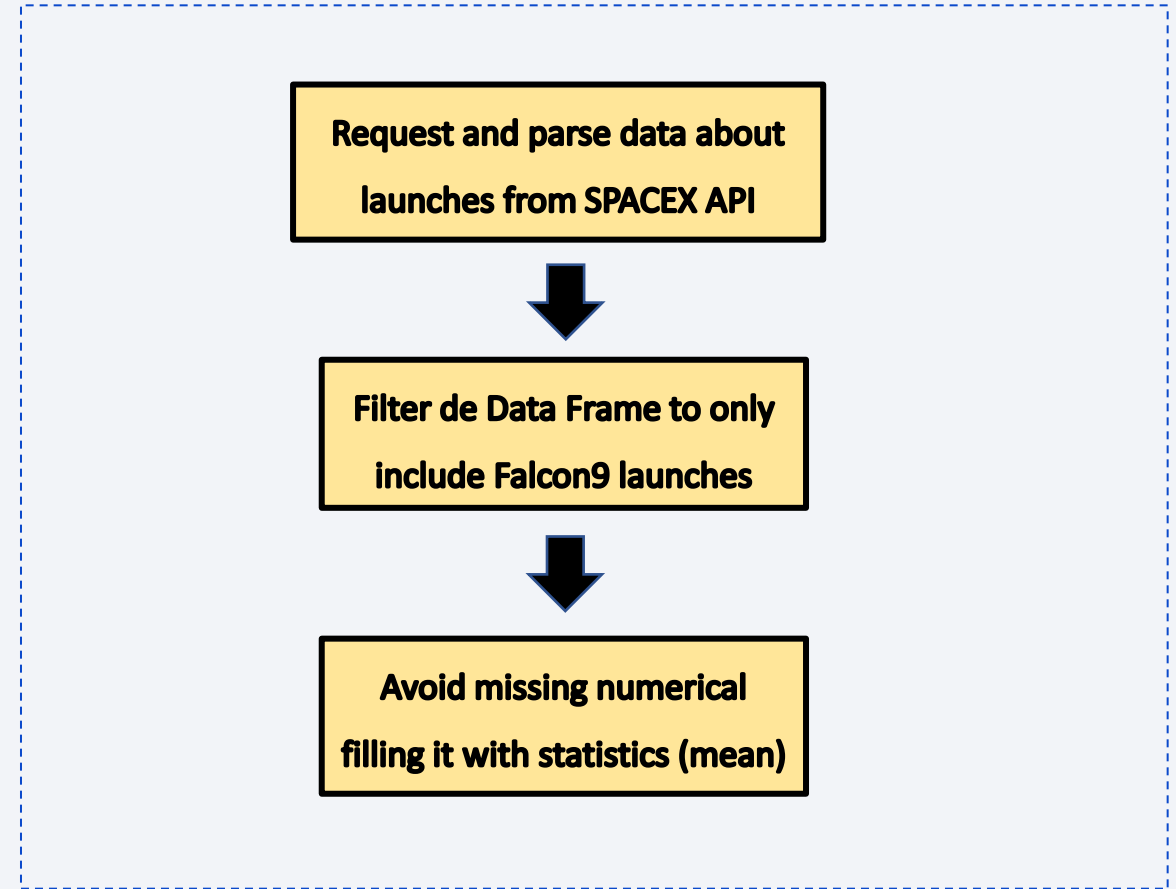 Request and parse data about
launches from SPACEX API
Filter de Data Frame to only
include Falcon9 launches
Avoid missing numerical
filling it with statistics (mean)